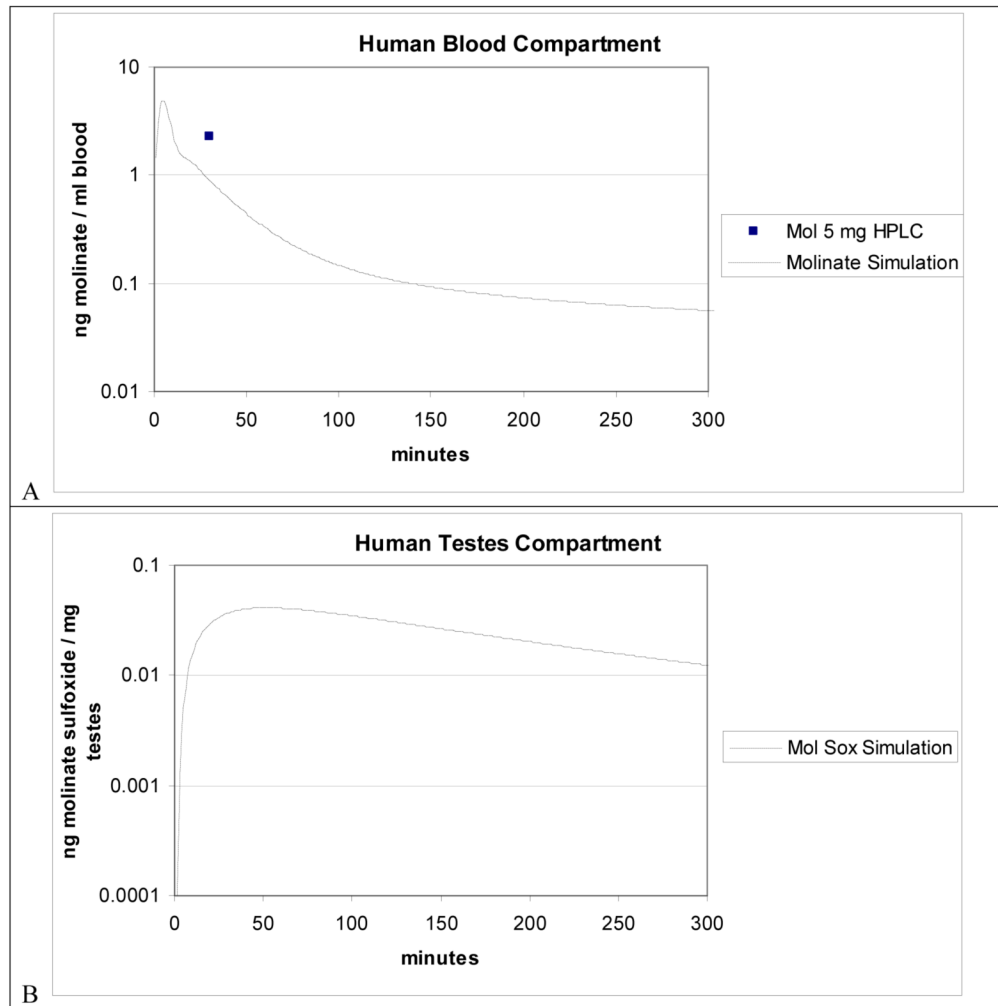 Human Blood Compartment
10
1
0.1
0.01
ng molinate / ml blood
0 50 100 150 200 250 300
minutes
Mol 5 mg HPLC
Molinate Simulation
A
Human Testes Compartment
0.1
0.01
0.001
0.0001
ng molinate sulfoxide / mg
testes
0 50 100 150 200 250 300
minutes
Mol Sox Simulation
B